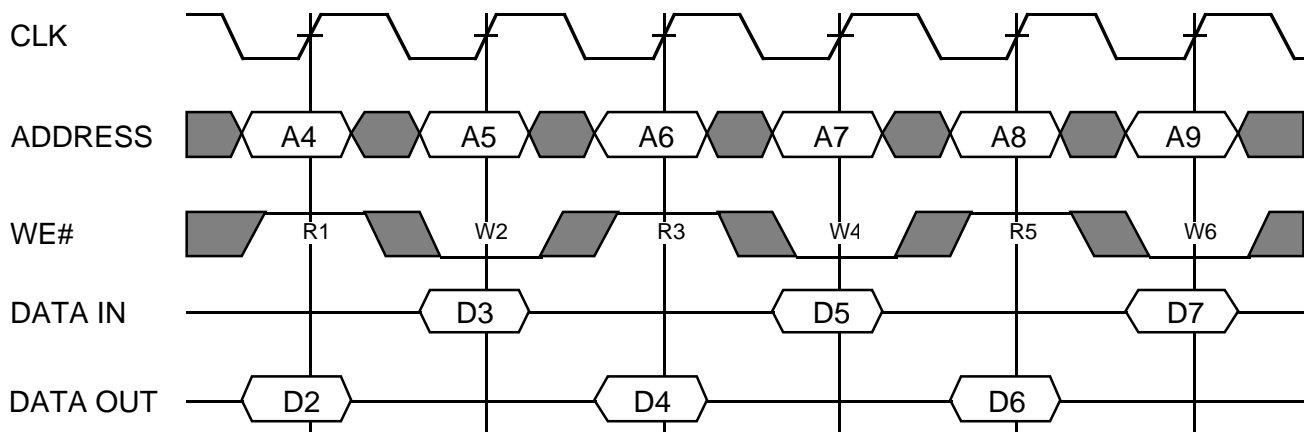 CLK
ADDRESS A4 A5 A6 A7 A8 A9
WE# R1 W2 R3 W4 R5 W6
DATA IN D3 D5 D7
DATA OUT D2 D4 D6